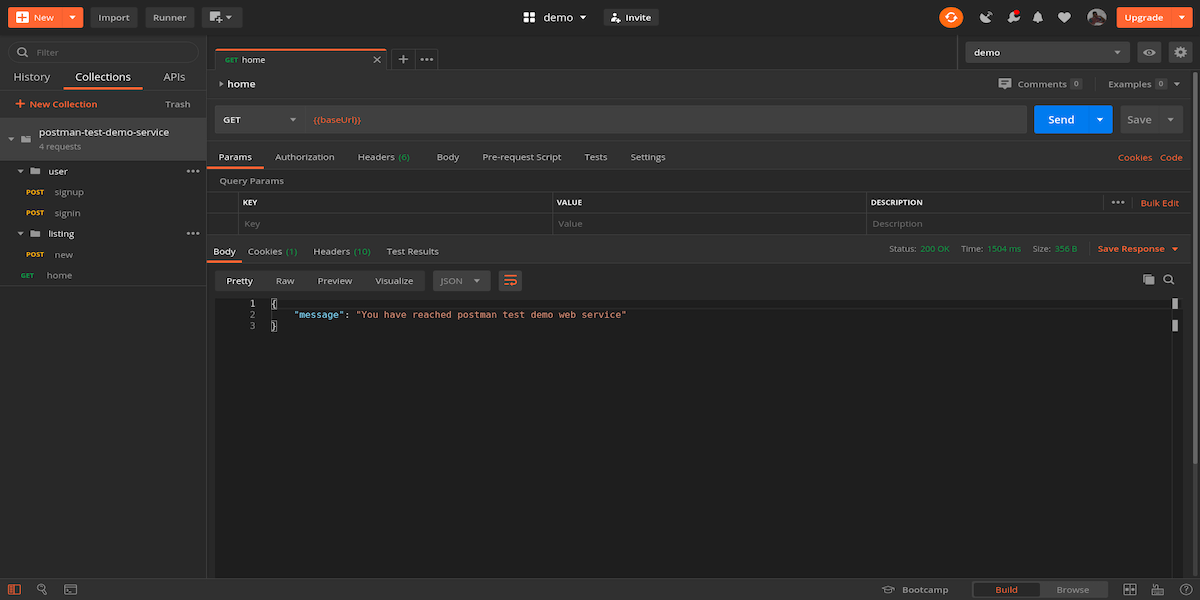 New
Import
Runner
demo
Invite
Upgrade
Filter
History
Collections
APIs
New Collection
Trash
postman-test-demo-service
4 requests
user
POST signup
POST signin
listing
POST new
GET home
GET home
demo
home
Comments 0
Examples 0
GET
{{baseUrl}}
Send
Save
Params
Authorization
Headers (6)
Body
Pre-request Script
Tests
Settings
Cookies
Code
Query Params
KEY
VALUE
DESCRIPTION
Bulk Edit
Key
Value
Description
Body
Cookies (1)
Headers (10)
Test Results
Status: 200 OK
Time: 1504 ms
Size: 356 B
Save Response
Pretty
Raw
Preview
Visualize
JSON
1 {
2 "message": "You have reached postman test demo web service"
3 }
Bootcamp
Build
Browse